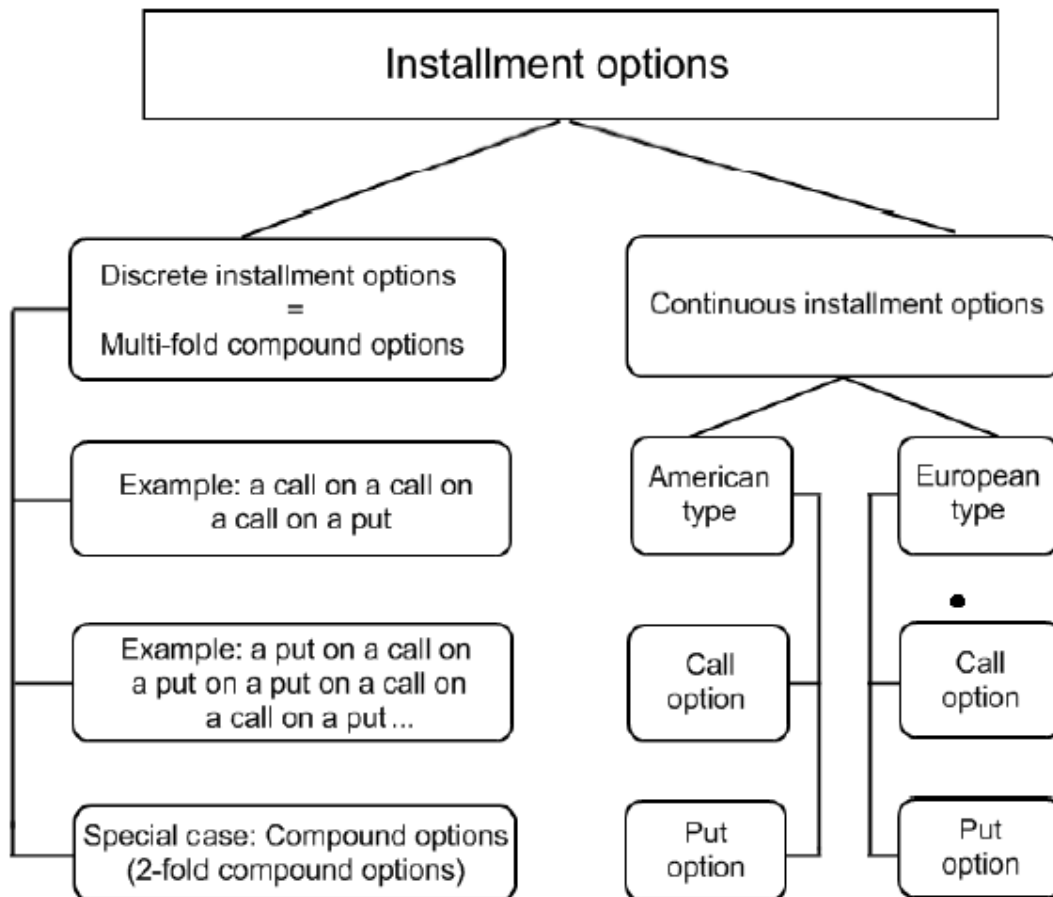 Installment options
Discrete installment options
=
Multi-fold compound options
Continuous installment options
Example: a call on a call on
a call on a put
American
type
European
type
Example: a put on a call on
a put on a put on a call on
a call on a put ...
Call
option
Call
option
Special case: Compound options
(2-fold compound options)
Put
option
Put
option